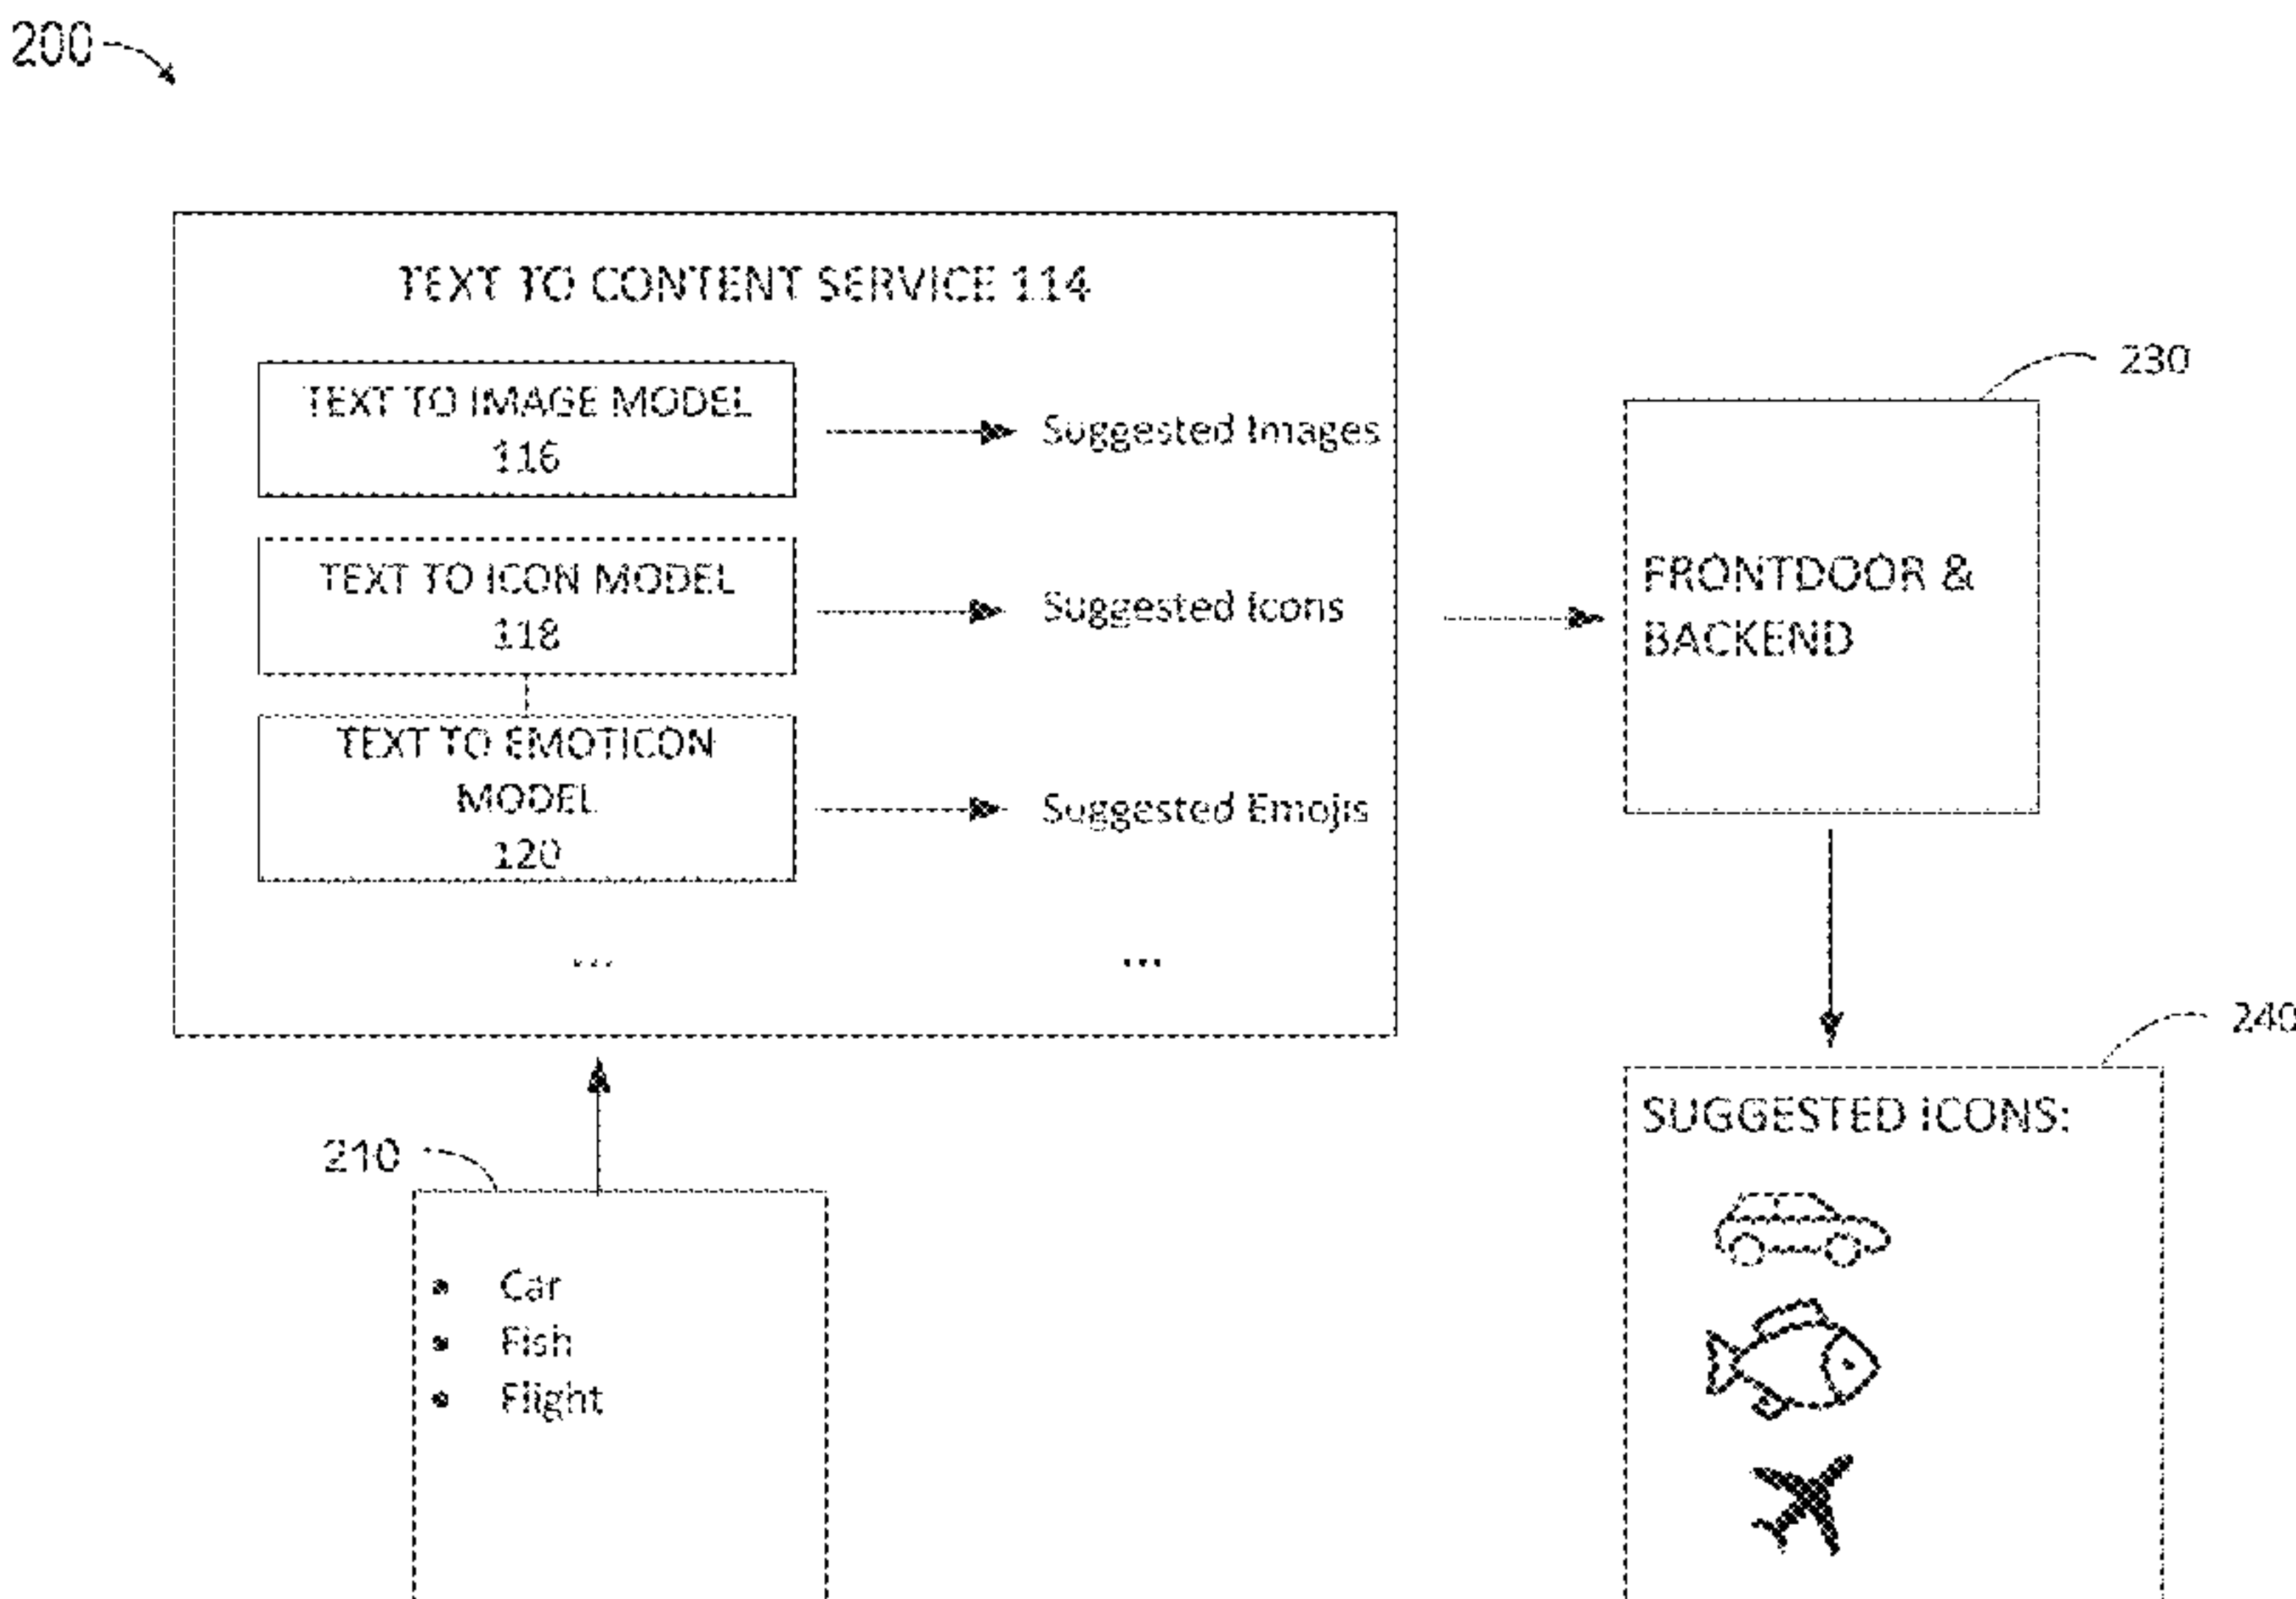 200
TEXT TO CONTENT SERVICE 114
TEXT TO IMAGE MODEL
116
Suggested Images
TEXT TO ICON MODEL
118
Suggested Icons
TEXT TO EMOTICON
MODEL
120
Suggested Emojis
...
...
230
FRONTDOOR &
BACKEND
210
• Car
• Fish
• Flight
240
SUGGESTED ICONS: